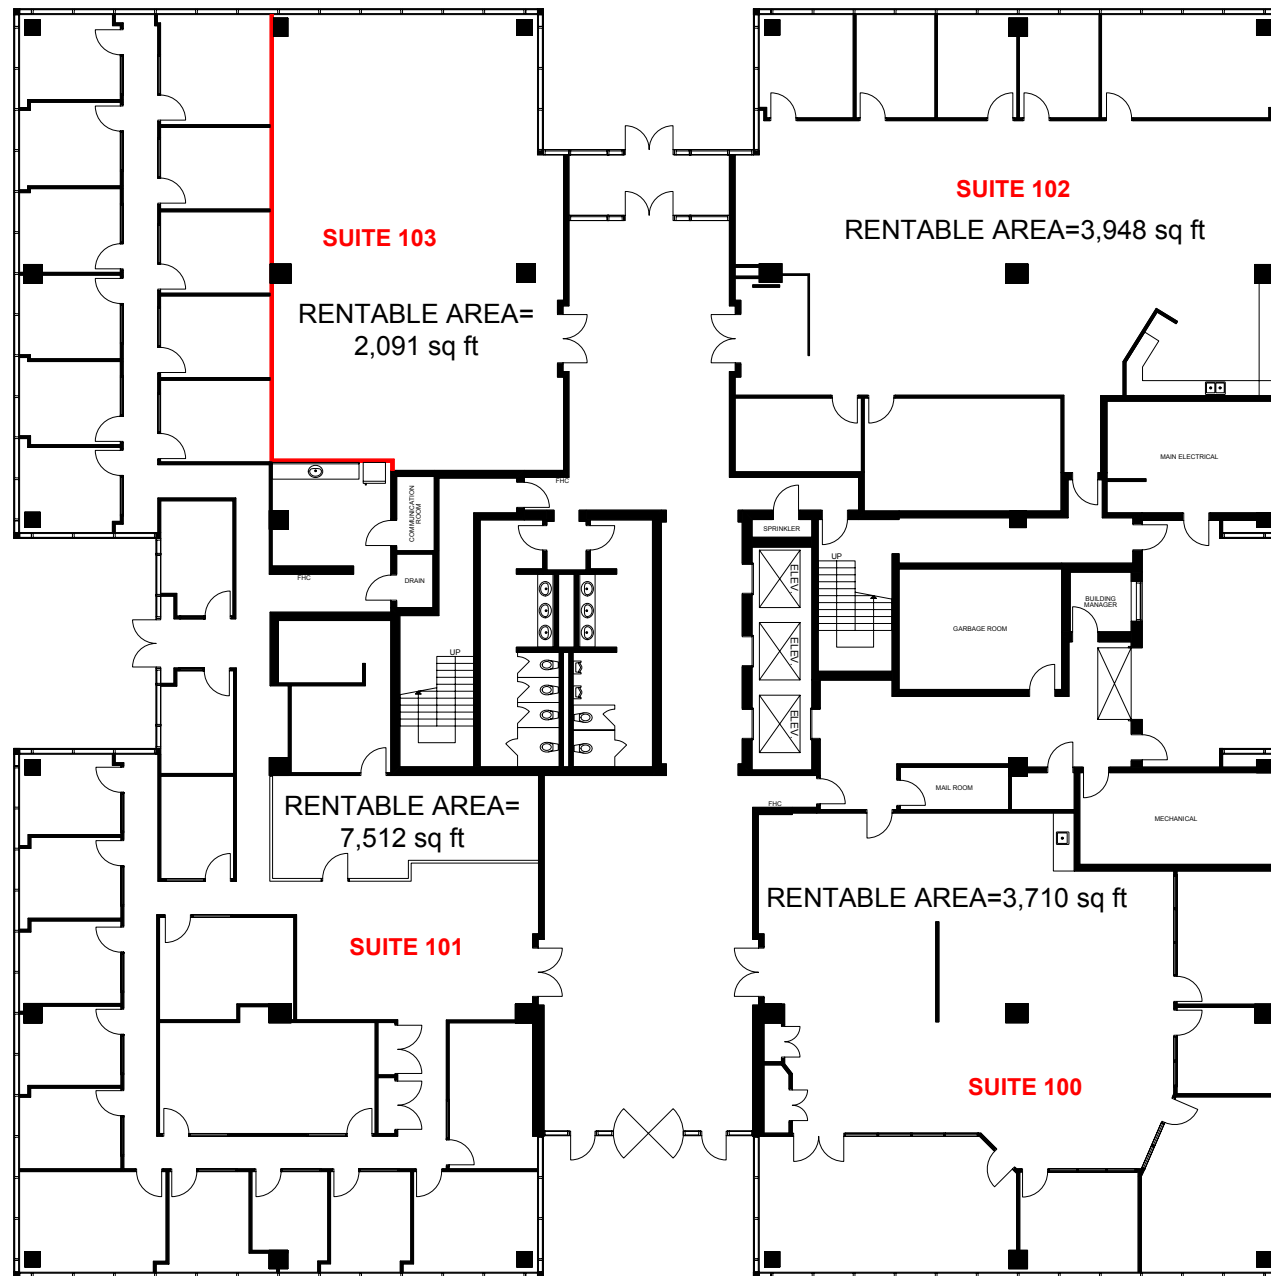 SUITE 102
RENTABLE AREA=3,948 sq ft
SUITE 103
RENTABLE AREA=
2,091 sq ft
MAIN ELECTRICAL
FHC
COMMUNICATION
ROOM
SPRINKLER
UP
ELEV.
ELEV.
ELEV.
FHC
DRAIN
BUILDING
MANAGER
GARBAGE ROOM
UP
MAIL ROOM
FHC
MECHANICAL
RENTABLE AREA=
7,512 sq ft
RENTABLE AREA=3,710 sq ft
SUITE 101
SUITE 100